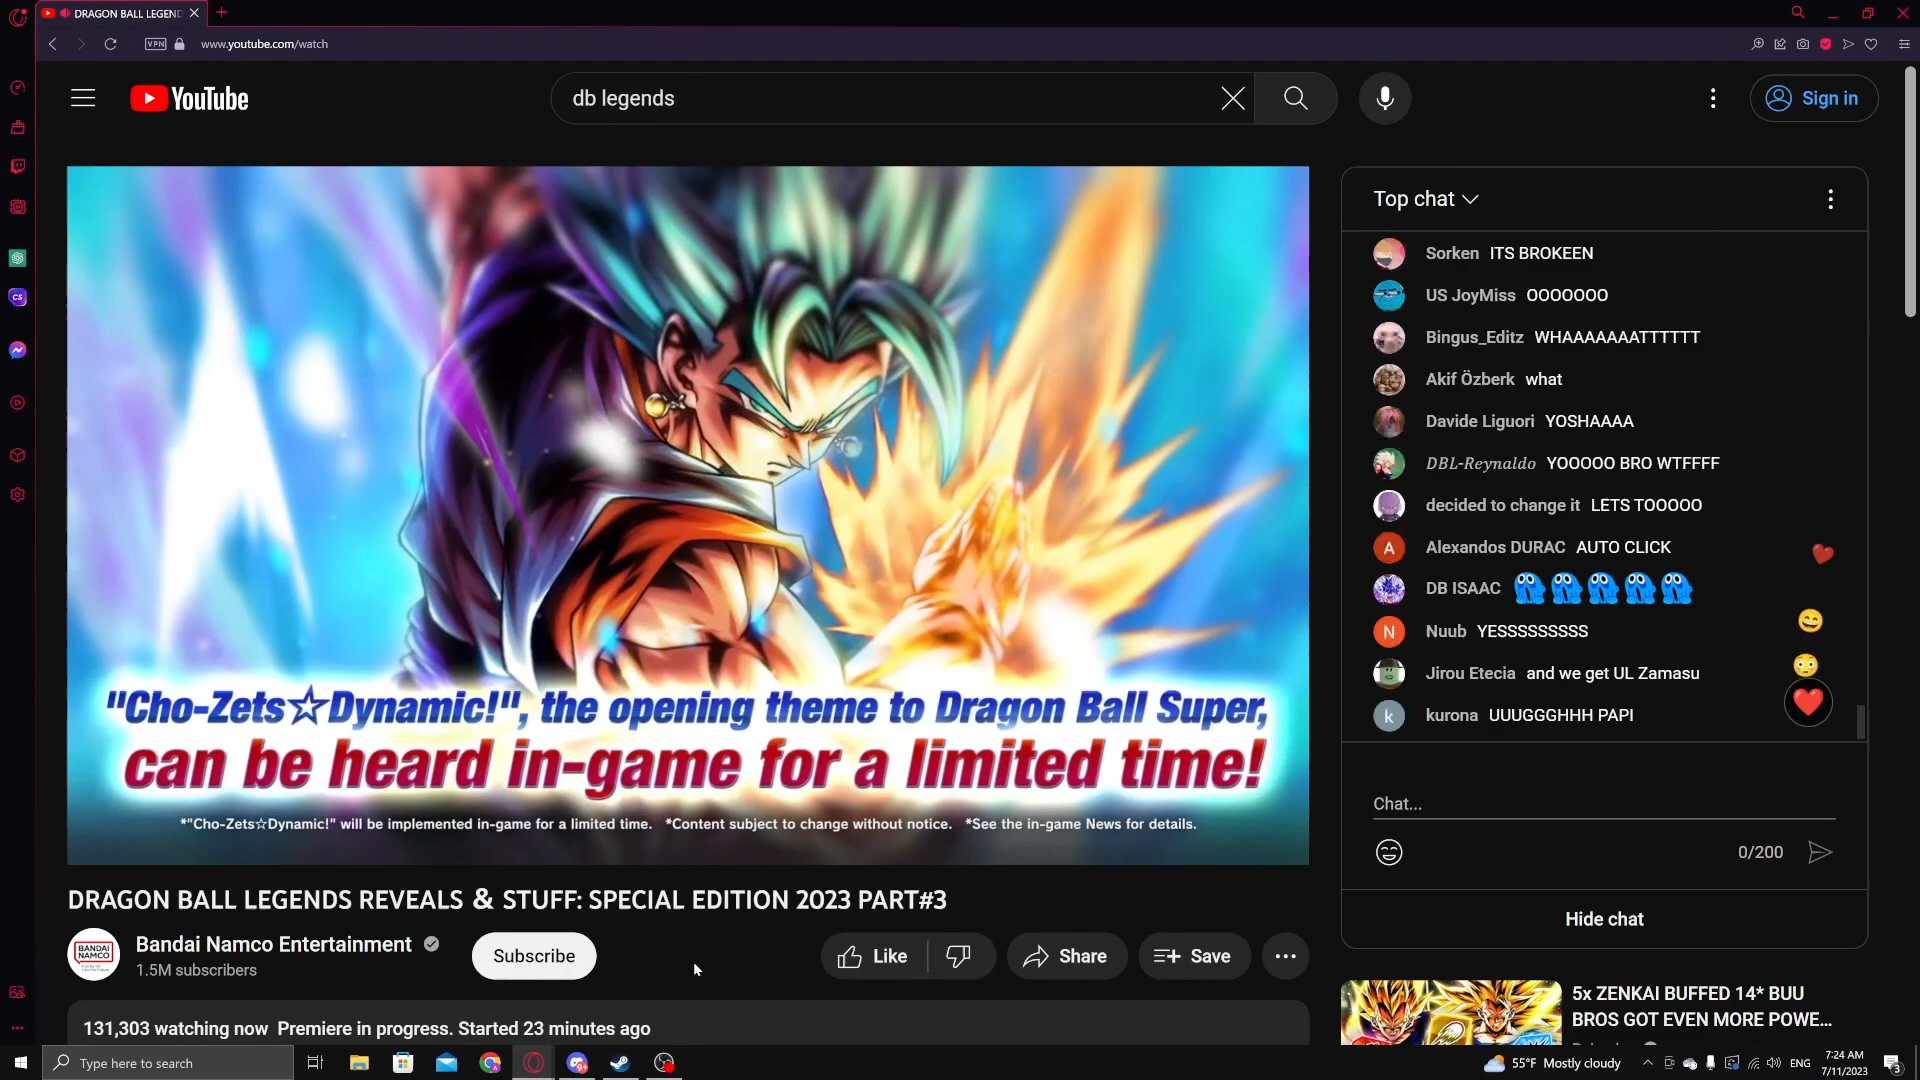 DRAGON BALL LEGEND
VPN
www.youtube.com/watch
YouTube
db legends
Sign in
"Cho-Zets☆Dynamic!", the opening theme to Dragon Ball Super,
can be heard in-game for a limited time!
*"Cho-Zets☆Dynamic!" will be implemented in-game for a limited time. *Content subject to change without notice. *See the in-game News for details.
DRAGON BALL LEGENDS REVEALS & STUFF: SPECIAL EDITION 2023 PART#3
BANDAI
NAMCO
Bandai Namco Entertainment
1.5M subscribers
Subscribe
Like
Share
Save
131,303 watching now Premiere in progress. Started 23 minutes ago
Top chat
Sorken ITS BROKEEN
US JoyMiss OOOOOOO
Bingus_Editz WHAAAAAAATTTTTT
Akif Özberk what
Davide Liguori YOSHAAAA
DBL-Reynaldo YOOOOO BRO WTFFFF
decided to change it LETS TOOOOO
A Alexandos DURAC AUTO CLICK
DB ISAAC
N Nuub YESSSSSSSSS
Jirou Etecia and we get UL Zamasu
k kurona UUUGGGHHH PAPI
Chat...
0/200
Hide chat
5x ZENKAI BUFFED 14* BUU
BROS GOT EVEN MORE POWE...
CS
Type here to search
9+
55°F Mostly cloudy
ENG
7:24 AM
7/11/2023
3